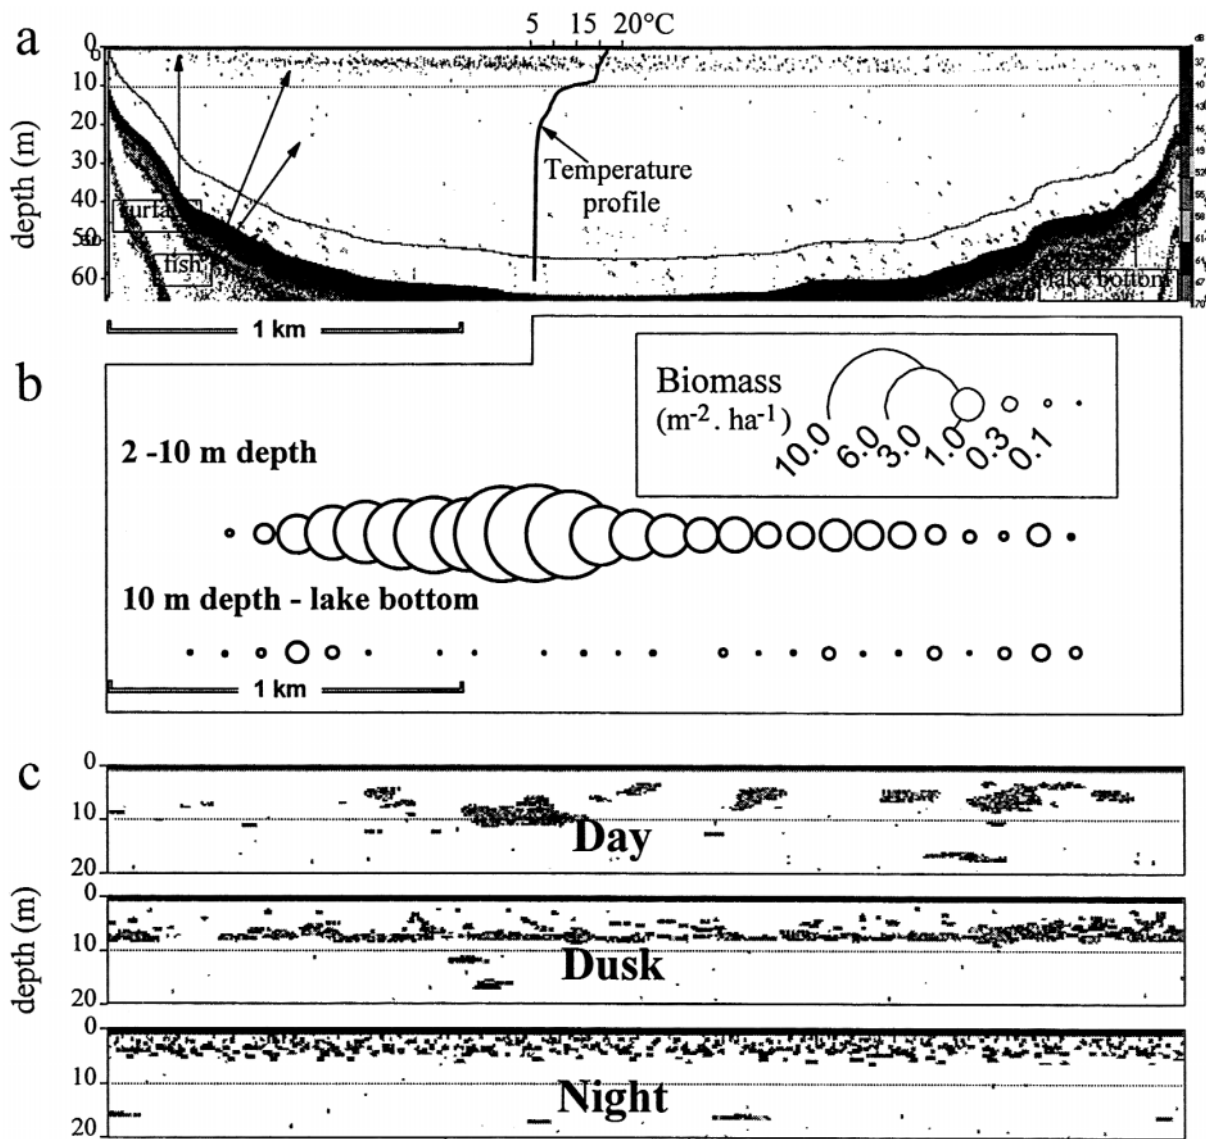 a
5 15 20°C
0
10
20
30
40
50
60
depth (m)
Temperature
profile
fish
lake bottom
dB
1 km
b
Biomass
(m⁻² . ha⁻¹)
10.0 6.0 3.0 1.0 0.3 0.1
2 -10 m depth
10 m depth - lake bottom
1 km
c
0
10
20
Day
depth (m)
0
10
20
Dusk
0
10
20
Night